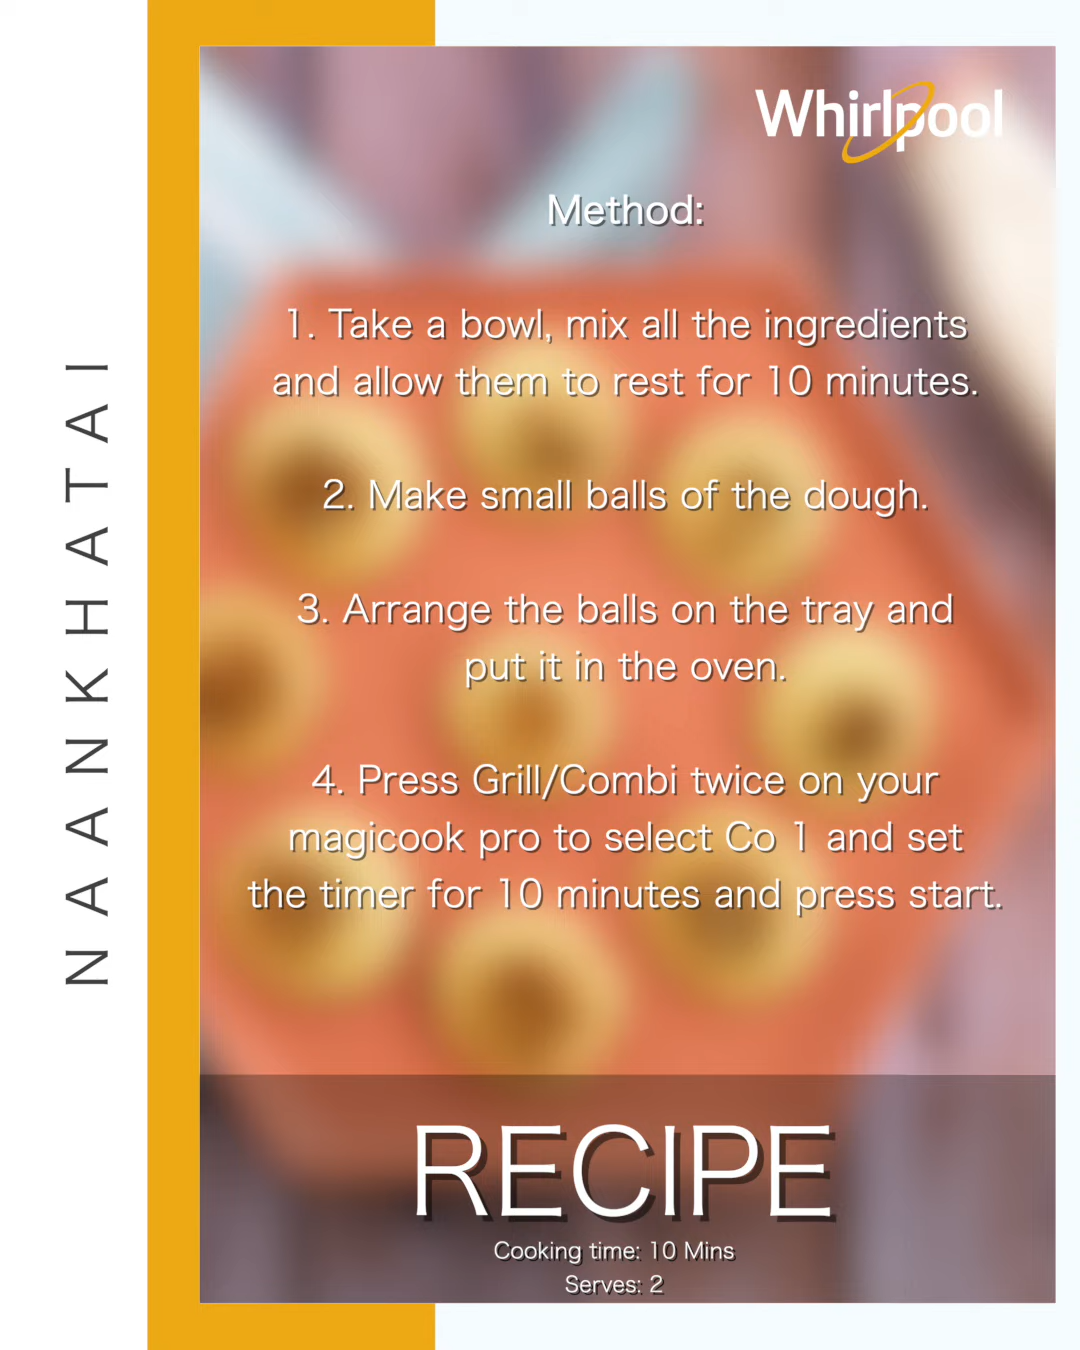 Whirlpool
Method:
1. Take a bowl, mix all the ingredients
and allow them to rest for 10 minutes.
2. Make small balls of the dough.
3. Arrange the balls on the tray and
put it in the oven.
4. Press Grill/Combi twice on your
magicook pro to select Co 1 and set
the timer for 10 minutes and press start.
NAANKHATAI
RECIPE
Cooking time: 10 Mins
Serves: 2